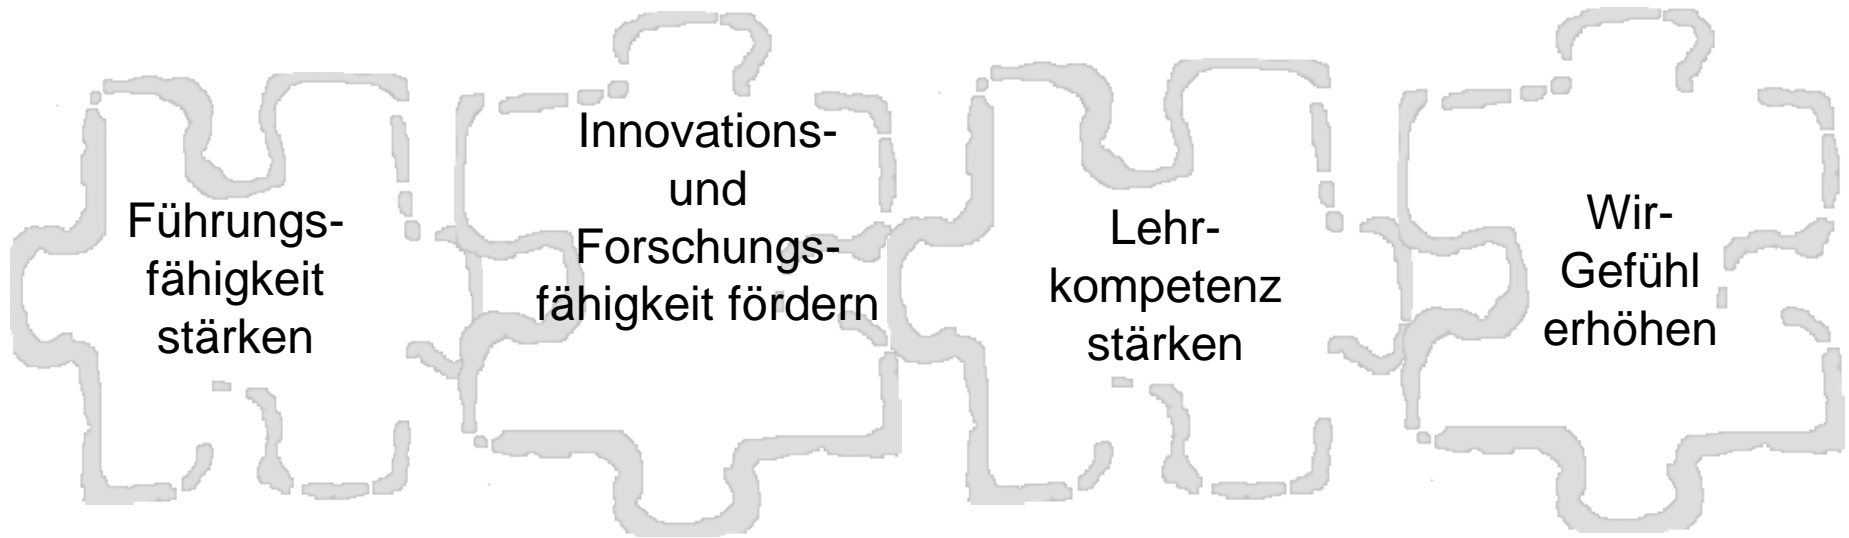 Führungs-
fähigkeit
stärken
Innovations-
und
Forschungs-
fähigkeit fördern
Lehr-
kompetenz
stärken
Wir-
Gefühl
erhöhen